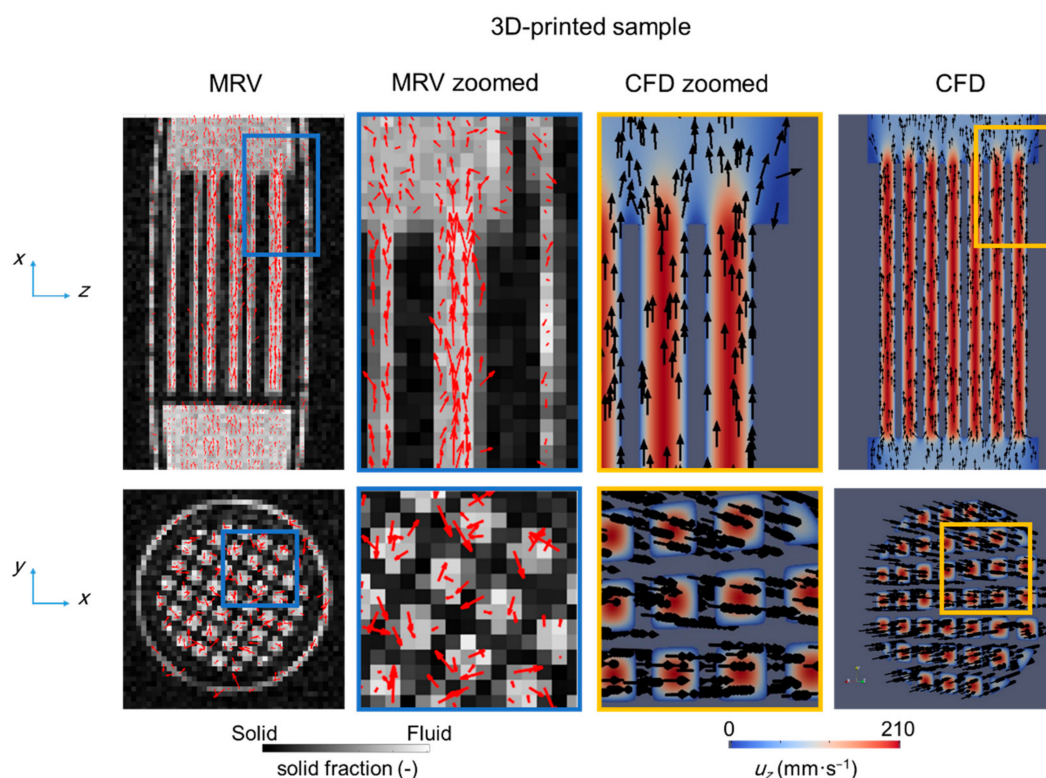 3D-printed sample
MRV
MRV zoomed
CFD zoomed
CFD
x
z
y
x
Solid
Fluid
solid fraction (-)
0
210
u_z (mm·s⁻¹)